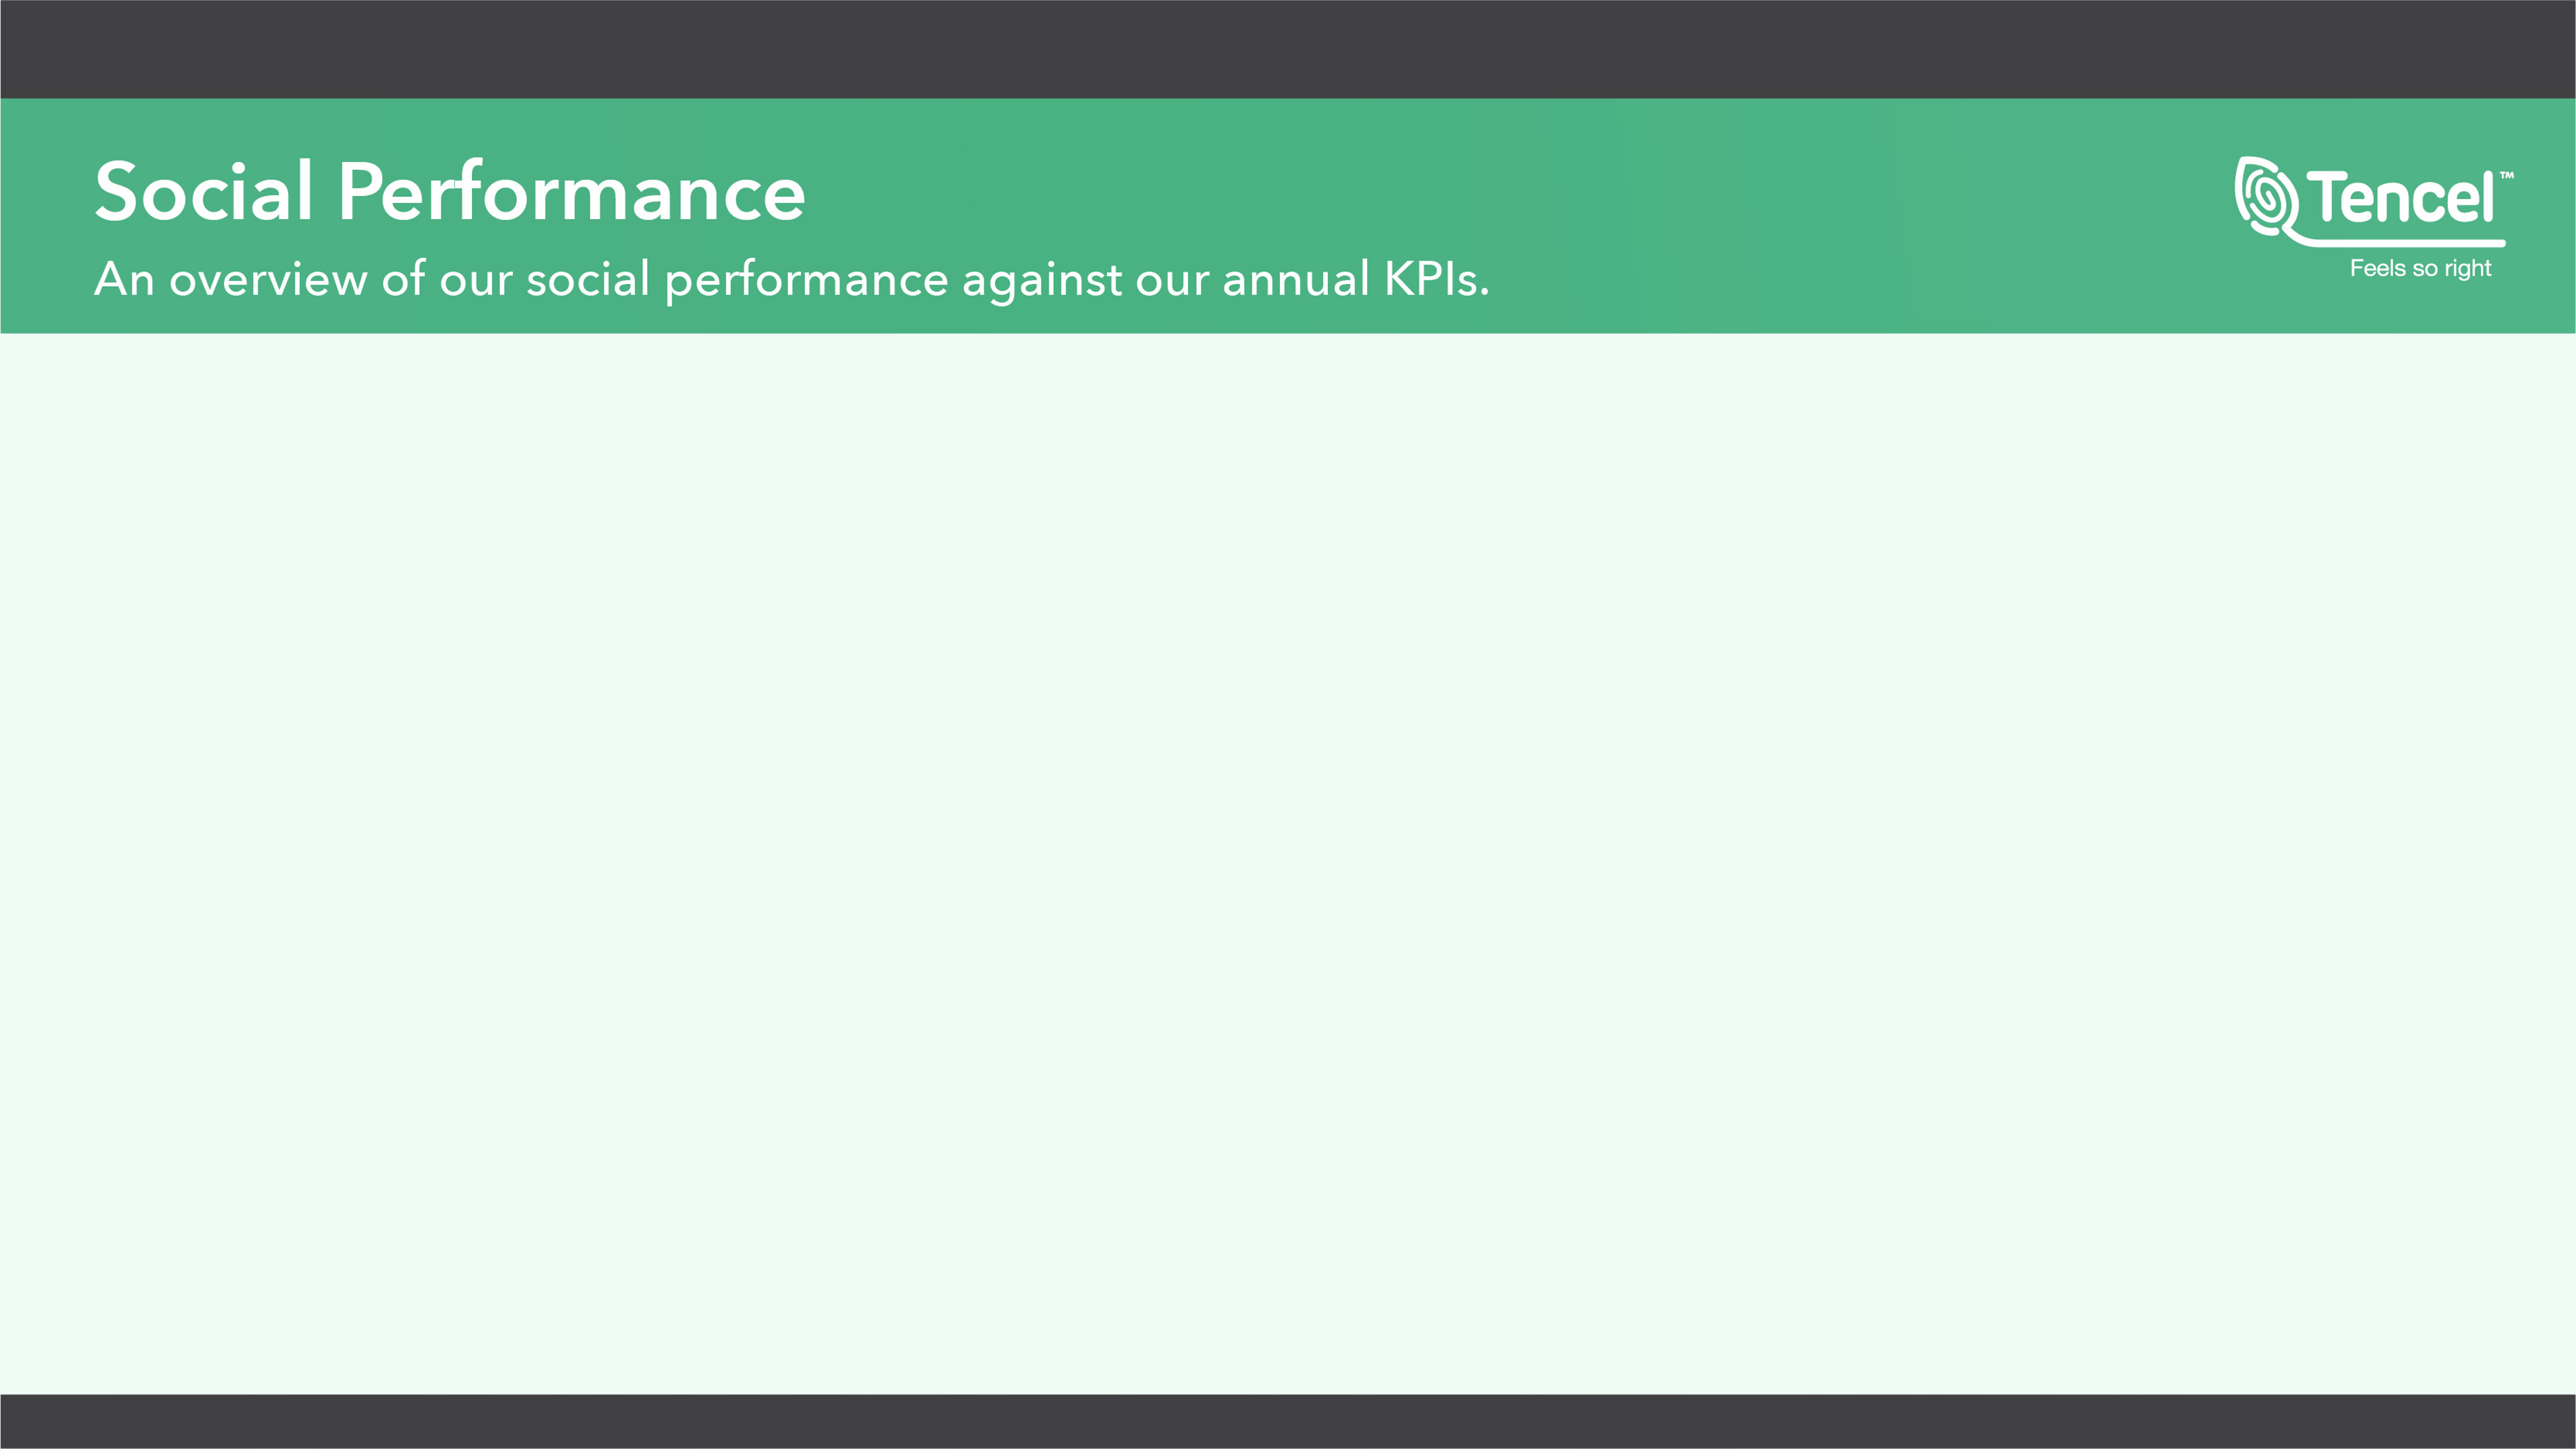 Social Performance
An overview of our social performance against our annual KPIs.
Tencel™
Feels so right